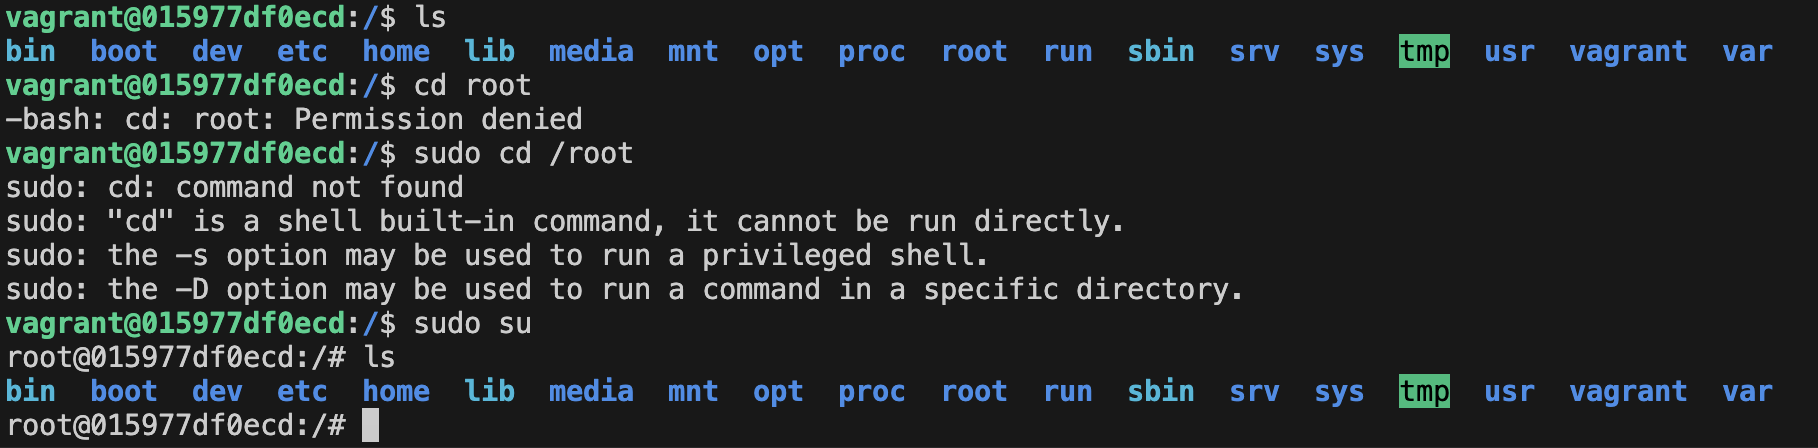 vagrant@015977df0ecd:/$ ls
bin  boot  dev  etc  home  lib  media  mnt  opt  proc  root  run  sbin  srv  sys  tmp  usr  vagrant  var
vagrant@015977df0ecd:/$ cd root
-bash: cd: root: Permission denied
vagrant@015977df0ecd:/$ sudo cd /root
sudo: cd: command not found
sudo: "cd" is a shell built-in command, it cannot be run directly.
sudo: the -s option may be used to run a privileged shell.
sudo: the -D option may be used to run a command in a specific directory.
vagrant@015977df0ecd:/$ sudo su
root@015977df0ecd:/# ls
bin  boot  dev  etc  home  lib  media  mnt  opt  proc  root  run  sbin  srv  sys  tmp  usr  vagrant  var
root@015977df0ecd:/#